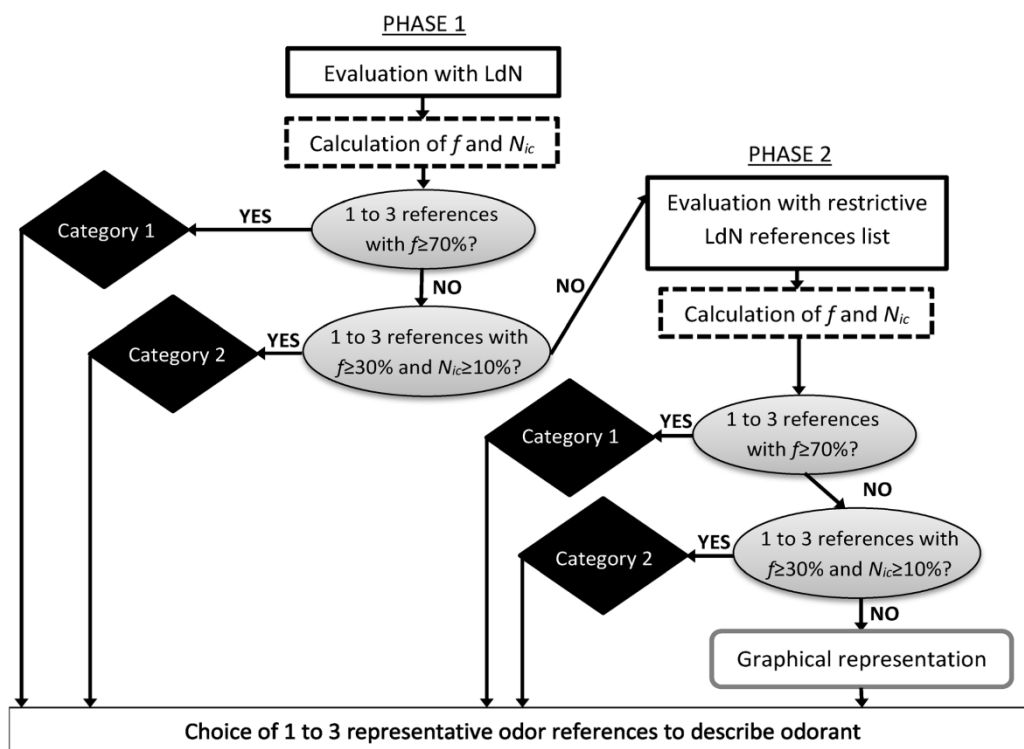 PHASE 1
Evaluation with LdN
Calculation of f and Nic
1 to 3 references
with f≥70%?
YES
Category 1
NO
1 to 3 references with
f≥30% and Nic≥10%?
YES
Category 2
NO
PHASE 2
Evaluation with restrictive
LdN references list
Calculation of f and Nic
1 to 3 references
with f≥70%?
YES
Category 1
NO
1 to 3 references with
f≥30% and Nic≥10%?
YES
Category 2
NO
Graphical representation
Choice of 1 to 3 representative odor references to describe odorant